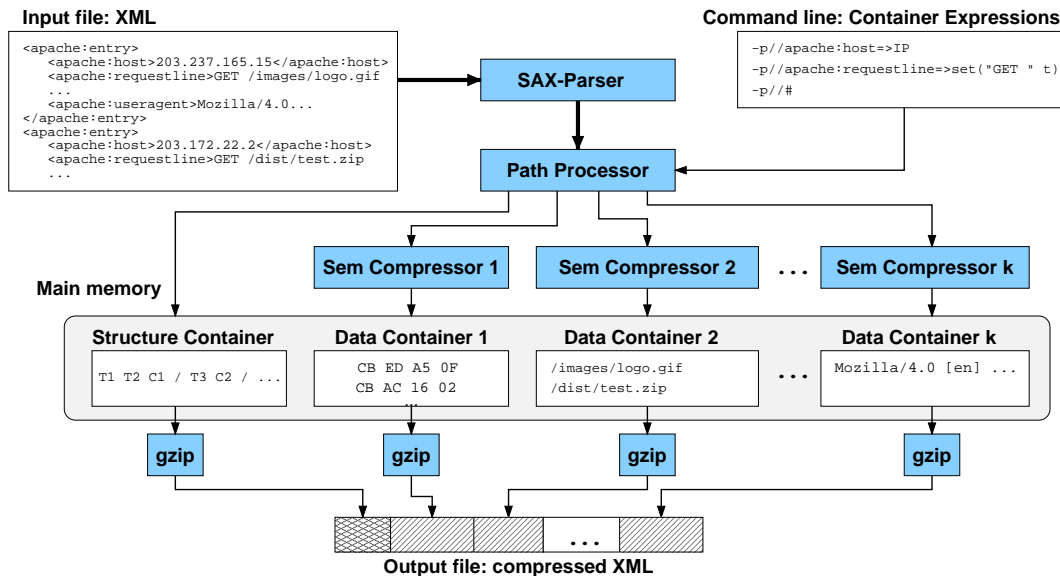 Input file: XML
<apache:entry>
<apache:host>203.237.165.15</apache:host>
<apache:requestline>GET /images/logo.gif
...
<apache:useragent>Mozilla/4.0...
</apache:entry>
<apache:entry>
<apache:host>203.172.22.2</apache:host>
<apache:requestline>GET /dist/test.zip
...
Command line: Container Expressions
-p//apache:host=>IP
-p//apache:requestline=>set("GET " t)
-p//#
SAX-Parser
Path Processor
Sem Compressor 1
Sem Compressor 2
...
Sem Compressor k
Main memory
Structure Container
T1 T2 C1 / T3 C2 / ...
Data Container 1
CB ED A5 0F
CB AC 16 02
...
Data Container 2
/images/logo.gif
/dist/test.zip
...
Data Container k
Mozilla/4.0 [en] ...
gzip
gzip
gzip
gzip
...
Output file: compressed XML